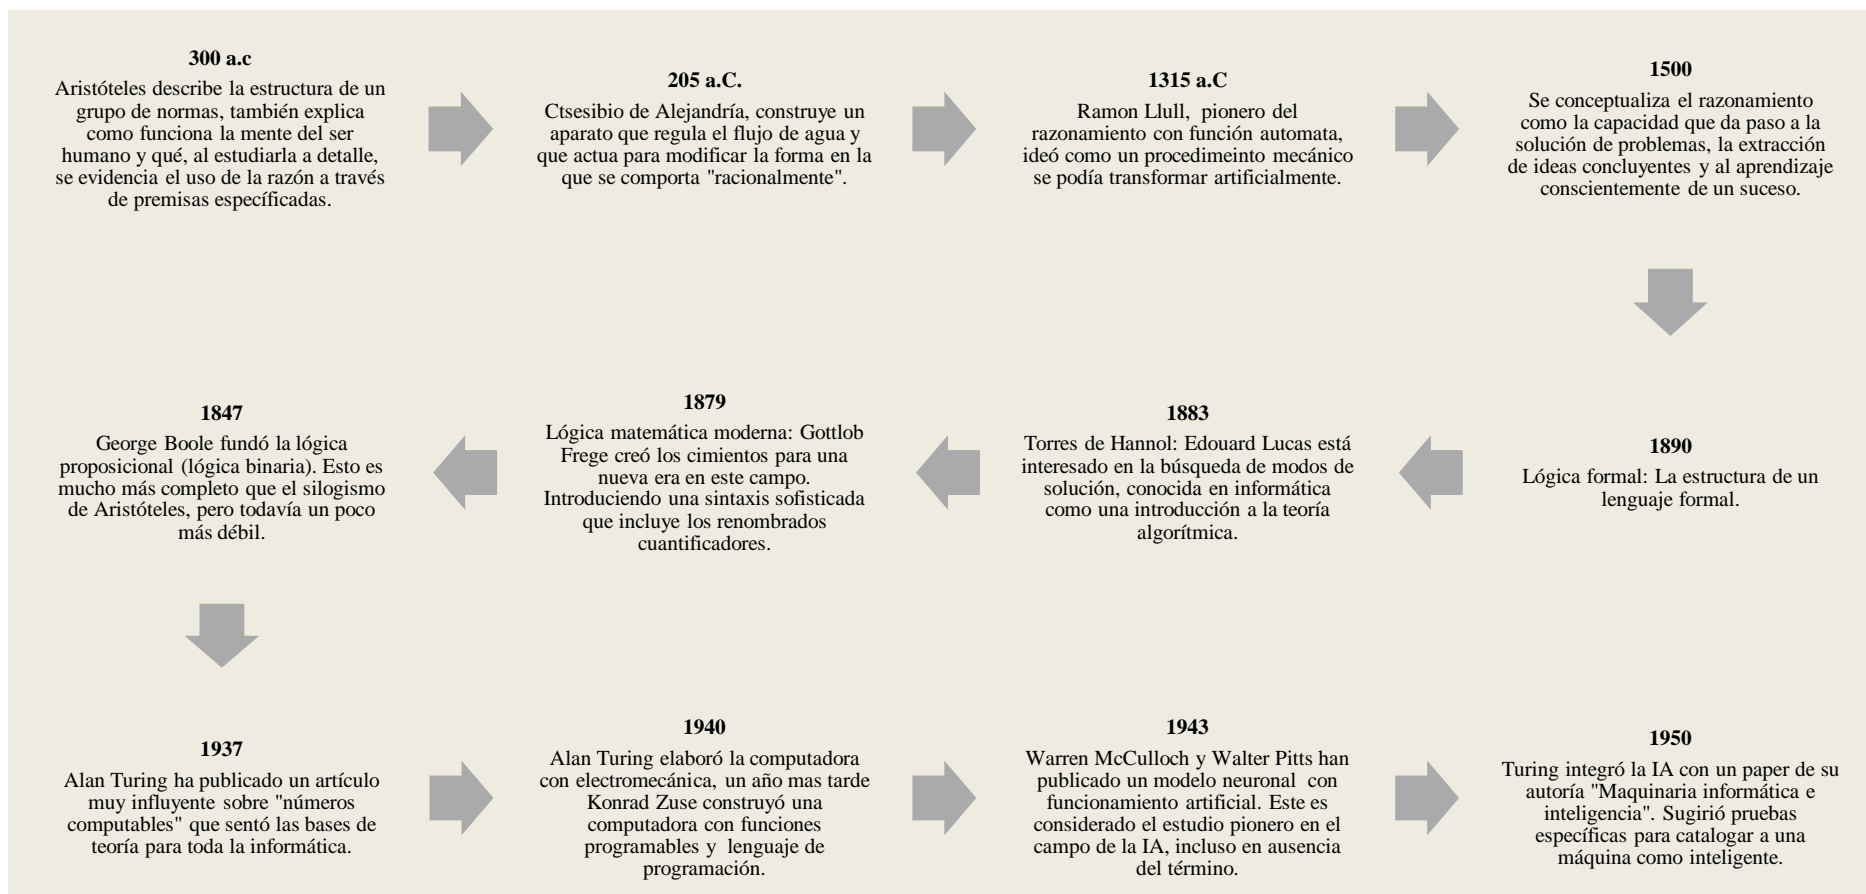 300 a.c
Aristóteles describe la estructura de un
grupo de normas, también explica
como funciona la mente del ser
humano y qué, al estudiarla a detalle,
se evidencia el uso de la razón a través
de premisas específicadas.
205 a.C.
Ctsesibio de Alejandría, construye un
aparato que regula el flujo de agua y
que actua para modificar la forma en la
que se comporta "racionalmente".
1315 a.C
Ramon Llull, pionero del
razonamiento con función automata,
ideó como un procedimeinto mecánico
se podía transformar artificialmente.
1500
Se conceptualiza el razonamiento
como la capacidad que da paso a la
solución de problemas, la extracción
de ideas concluyentes y al aprendizaje
conscientemente de un suceso.
1890
Lógica formal: La estructura de un
lenguaje formal.
1883
Torres de Hannol: Edouard Lucas está
interesado en la búsqueda de modos de
solución, conocida en informática
como una introducción a la teoría
algorítmica.
1879
Lógica matemática moderna: Gottlob
Frege creó los cimientos para una
nueva era en este campo.
Introduciendo una sintaxis sofisticada
que incluye los renombrados
cuantificadores.
1847
George Boole fundó la lógica
proposicional (lógica binaria). Esto es
mucho más completo que el silogismo
de Aristóteles, pero todavía un poco
más débil.
1937
Alan Turing ha publicado un artículo
muy influyente sobre "números
computables" que sentó las bases de
teoría para toda la informática.
1940
Alan Turing elaboró la computadora
con electromecánica, un año mas tarde
Konrad Zuse construyó una
computadora con funciones
programables y lenguaje de
programación.
1943
Warren McCulloch y Walter Pitts han
publicado un modelo neuronal con
funcionamiento artificial. Este es
considerado el estudio pionero en el
campo de la IA, incluso en ausencia
del término.
1950
Turing integró la IA con un paper de su
autoría "Maquinaria informática e
inteligencia". Sugirió pruebas
específicas para catalogar a una
máquina como inteligente.